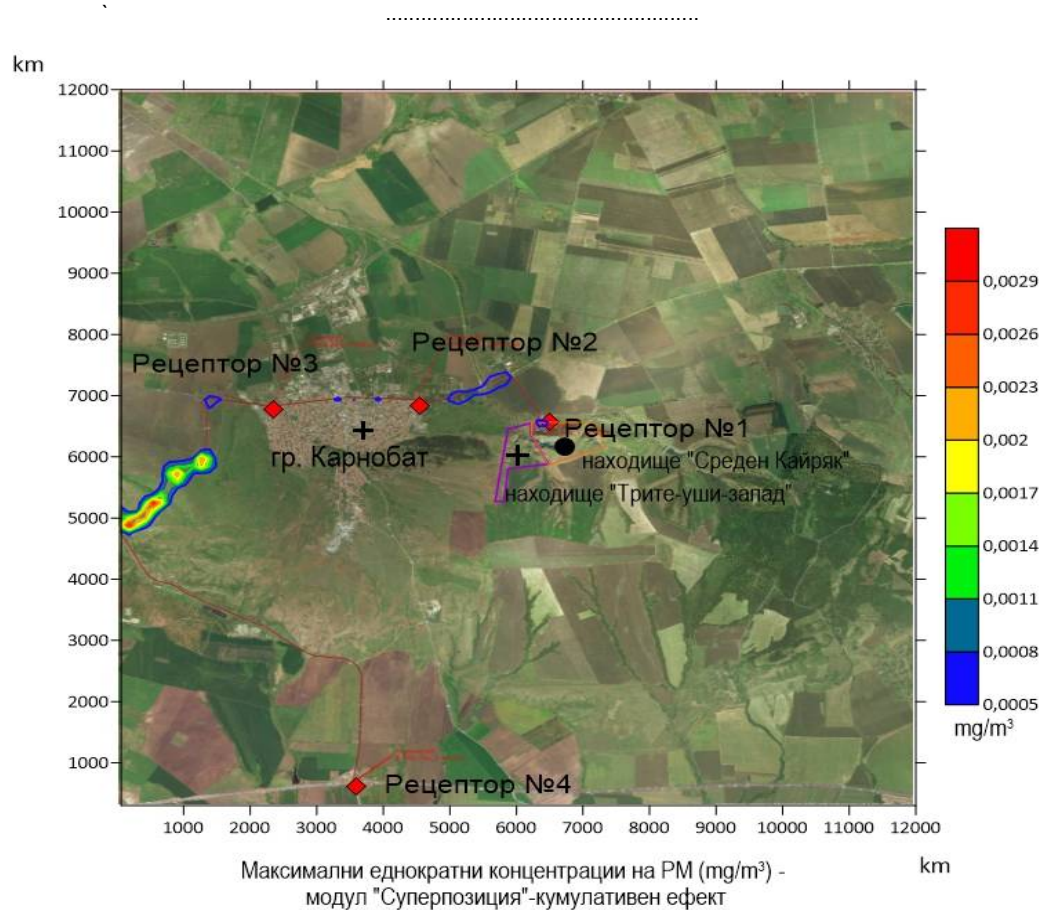 `
....................................................
km
12000
11000
10000
9000
8000
7000
6000
5000
4000
3000
2000
1000
Рецептор №3
Рецептор №2
Рецептор №1
гр. Карнобат
находище "Среден Кайряк"
находище "Трите-уши-запад"
Рецептор №4
0,0029
0,0026
0,0023
0,002
0,0017
0,0014
0,0011
0,0008
0,0005
mg/m³
1000 2000 3000 4000 5000 6000 7000 8000 9000 10000 11000 12000
km
Максимални еднократни концентрации на PM (mg/m³) -
модул "Суперпозиция"-кумулативен ефект